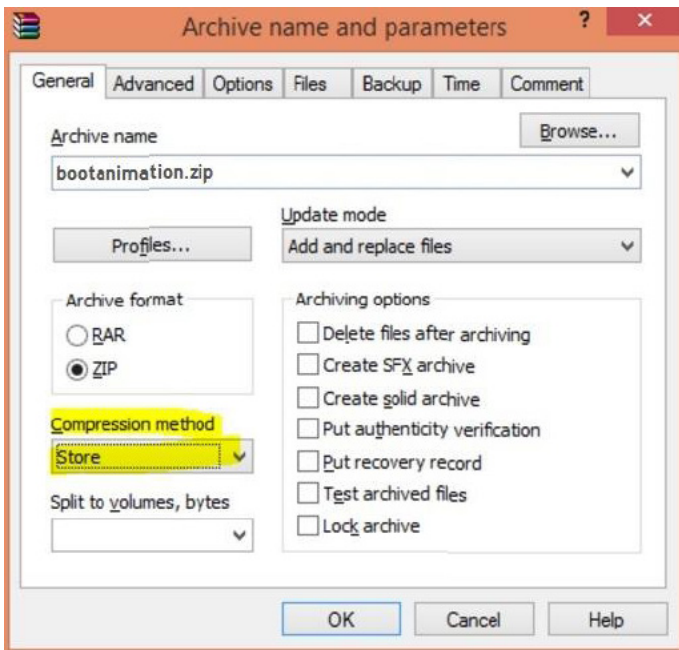 Archive name and parameters ? ×
General Advanced Options Files Backup Time Comment
Archive name
Browse...
bootanimation.zip
Update mode
Profiles... Add and replace files
Archive format
RAR
ZIP
Compression method
Store
Split to volumes, bytes
Archiving options
Delete files after archiving
Create SFX archive
Create solid archive
Put authenticity verification
Put recovery record
Test archived files
Lock archive
OK Cancel Help